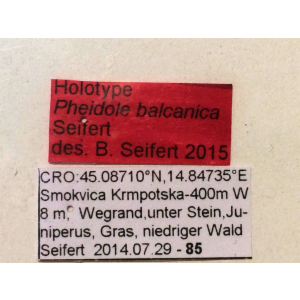 Holotype
Pheidole balcanica
Seifert
des. B. Seifert 2015
CRO:45.08710°N,14.84735°E
Smokvica Krmpotska-400m W
8 m, Wegrand,unter Stein,Ju-
niperus, Gras, niedriger Wald
Seifert 2014.07.29 - 85